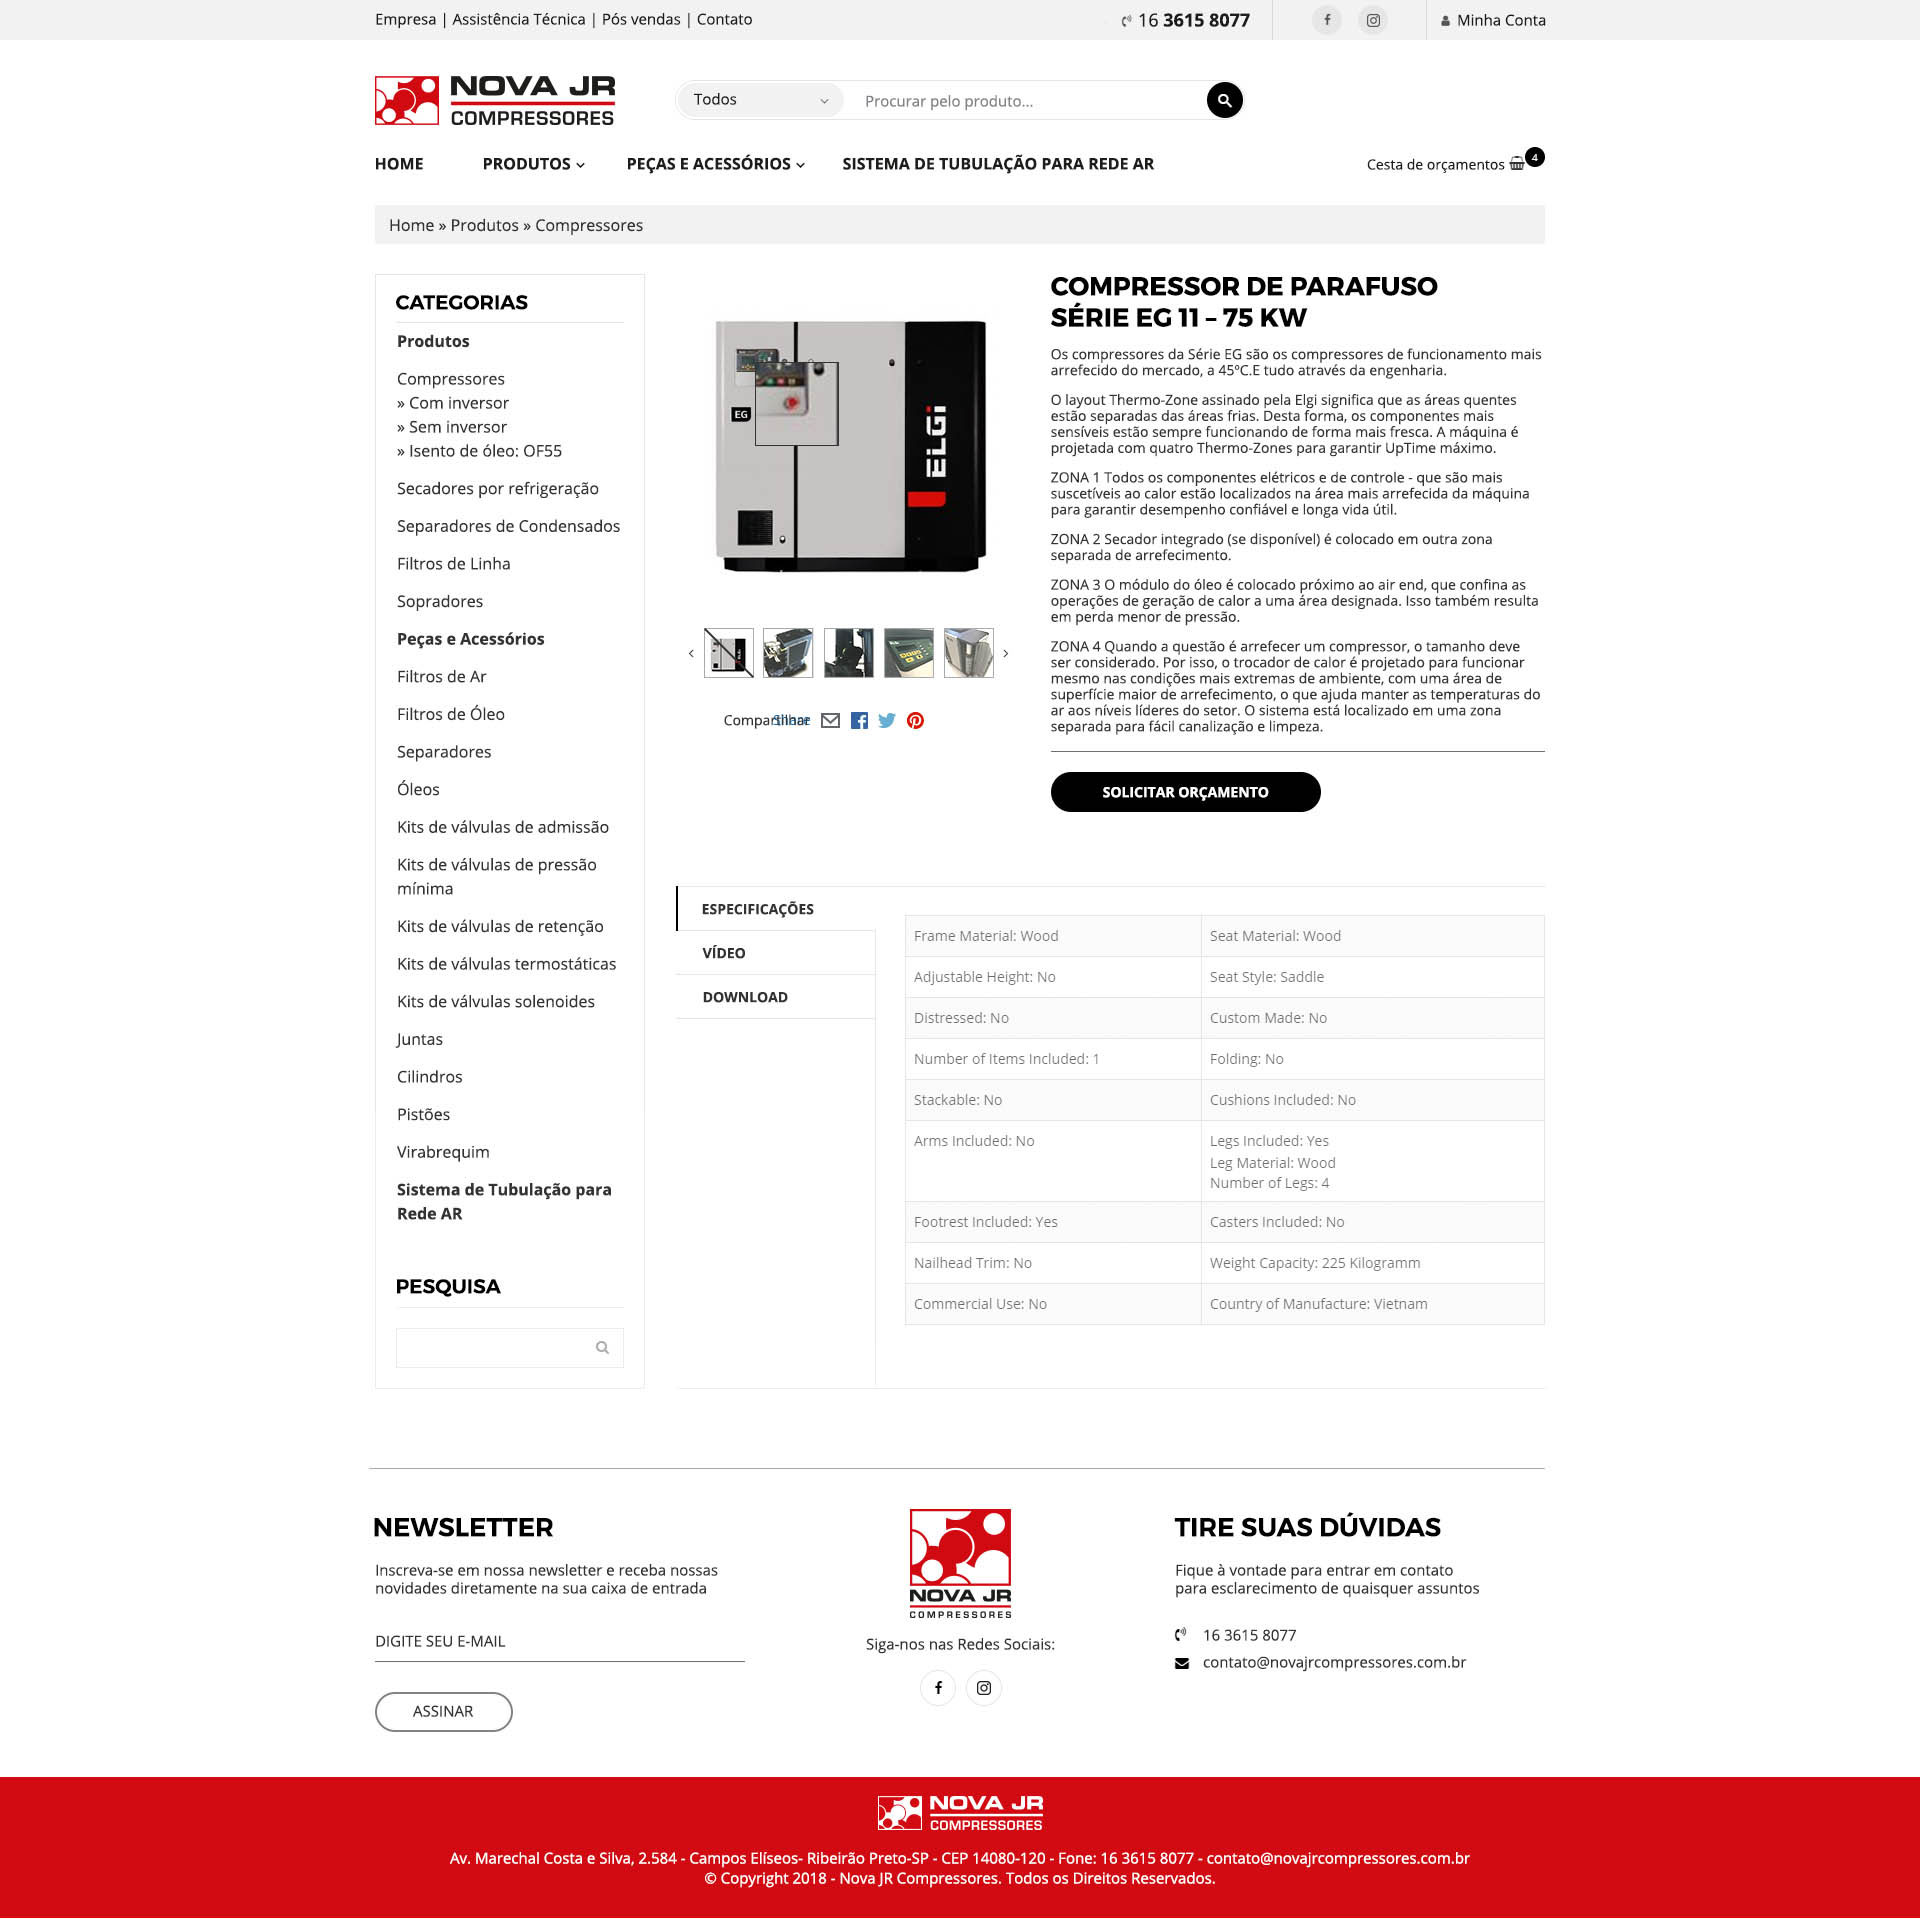 Empresa | Assistência Técnica | Pós vendas | Contato
16 3615 8077
Minha Conta
NOVA JR
COMPRESSORES
Todos
Procurar pelo produto...
HOME
PRODUTOS
PEÇAS E ACESSÓRIOS
SISTEMA DE TUBULAÇÃO PARA REDE AR
Cesta de orçamentos
4
Home » Produtos » Compressores
CATEGORIAS
Produtos
Compressores
» Com inversor
» Sem inversor
» Isento de óleo: OF55
Secadores por refrigeração
Separadores de Condensados
Filtros de Linha
Sopradores
Peças e Acessórios
Filtros de Ar
Filtros de Óleo
Separadores
Óleos
Kits de válvulas de admissão
Kits de válvulas de pressão
mínima
Kits de válvulas de retenção
Kits de válvulas termostáticas
Kits de válvulas solenoides
Juntas
Cilindros
Pistões
Virabrequim
Sistema de Tubulação para
Rede AR
PESQUISA
EG
ELGi
Compartilhar
Share
COMPRESSOR DE PARAFUSO
SÉRIE EG 11 – 75 KW
Os compressores da Série EG são os compressores de funcionamento mais
arrefecido do mercado, a 45ºC.E tudo através da engenharia.
O layout Thermo-Zone assinado pela Elgi significa que as áreas quentes
estão separadas das áreas frias. Desta forma, os componentes mais
sensíveis estão sempre funcionando de forma mais fresca. A máquina é
projetada com quatro Thermo-Zones para garantir UpTime máximo.
ZONA 1 Todos os componentes elétricos e de controle - que são mais
suscetíveis ao calor estão localizados na área mais arrefecida da máquina
para garantir desempenho confiável e longa vida útil.
ZONA 2 Secador integrado (se disponível) é colocado em outra zona
separada de arrefecimento.
ZONA 3 O módulo do óleo é colocado próximo ao air end, que confina as
operações de geração de calor a uma área designada. Isso também resulta
em perda menor de pressão.
ZONA 4 Quando a questão é arrefecer um compressor, o tamanho deve
ser considerado. Por isso, o trocador de calor é projetado para funcionar
mesmo nas condições mais extremas de ambiente, com uma área de
superfície maior de arrefecimento, o que ajuda manter as temperaturas do
ar aos níveis líderes do setor. O sistema está localizado em uma zona
separada para fácil canalização e limpeza.
SOLICITAR ORÇAMENTO
ESPECIFICAÇÕES
VÍDEO
DOWNLOAD
Frame Material: Wood
Seat Material: Wood
Adjustable Height: No
Seat Style: Saddle
Distressed: No
Custom Made: No
Number of Items Included: 1
Folding: No
Stackable: No
Cushions Included: No
Arms Included: No
Legs Included: Yes
Leg Material: Wood
Number of Legs: 4
Footrest Included: Yes
Casters Included: No
Nailhead Trim: No
Weight Capacity: 225 Kilogramm
Commercial Use: No
Country of Manufacture: Vietnam
NEWSLETTER
Inscreva-se em nossa newsletter e receba nossas
novidades diretamente na sua caixa de entrada
DIGITE SEU E-MAIL
ASSINAR
NOVA JR
COMPRESSORES
Siga-nos nas Redes Sociais:
TIRE SUAS DÚVIDAS
Fique à vontade para entrar em contato
para esclarecimento de quaisquer assuntos
16 3615 8077
contato@novajrcompressores.com.br
NOVA JR
COMPRESSORES
Av. Marechal Costa e Silva, 2.584 - Campos Elíseos- Ribeirão Preto-SP - CEP 14080-120 - Fone: 16 3615 8077 - contato@novajrcompressores.com.br
© Copyright 2018 - Nova JR Compressores. Todos os Direitos Reservados.